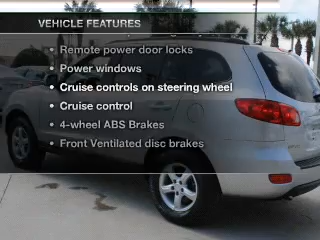 VEHICLE FEATURES
• Remote power door locks
• Power windows
• Cruise controls on steering wheel
• Cruise control
• 4-wheel ABS Brakes
• Front Ventilated disc brakes